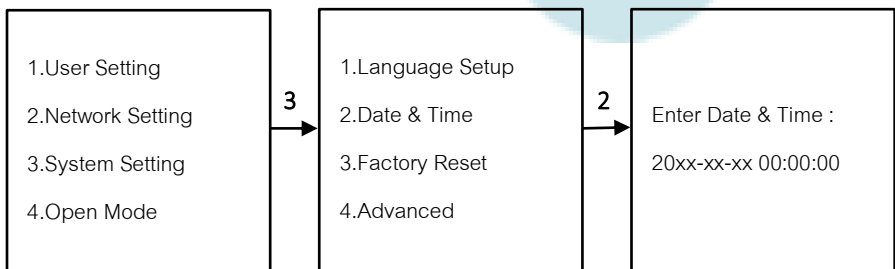 1.User Setting
2.Network Setting
3.System Setting
4.Open Mode
3
1.Language Setup
2.Date & Time
3.Factory Reset
4.Advanced
2
Enter Date & Time :
20xx-xx-xx 00:00:00